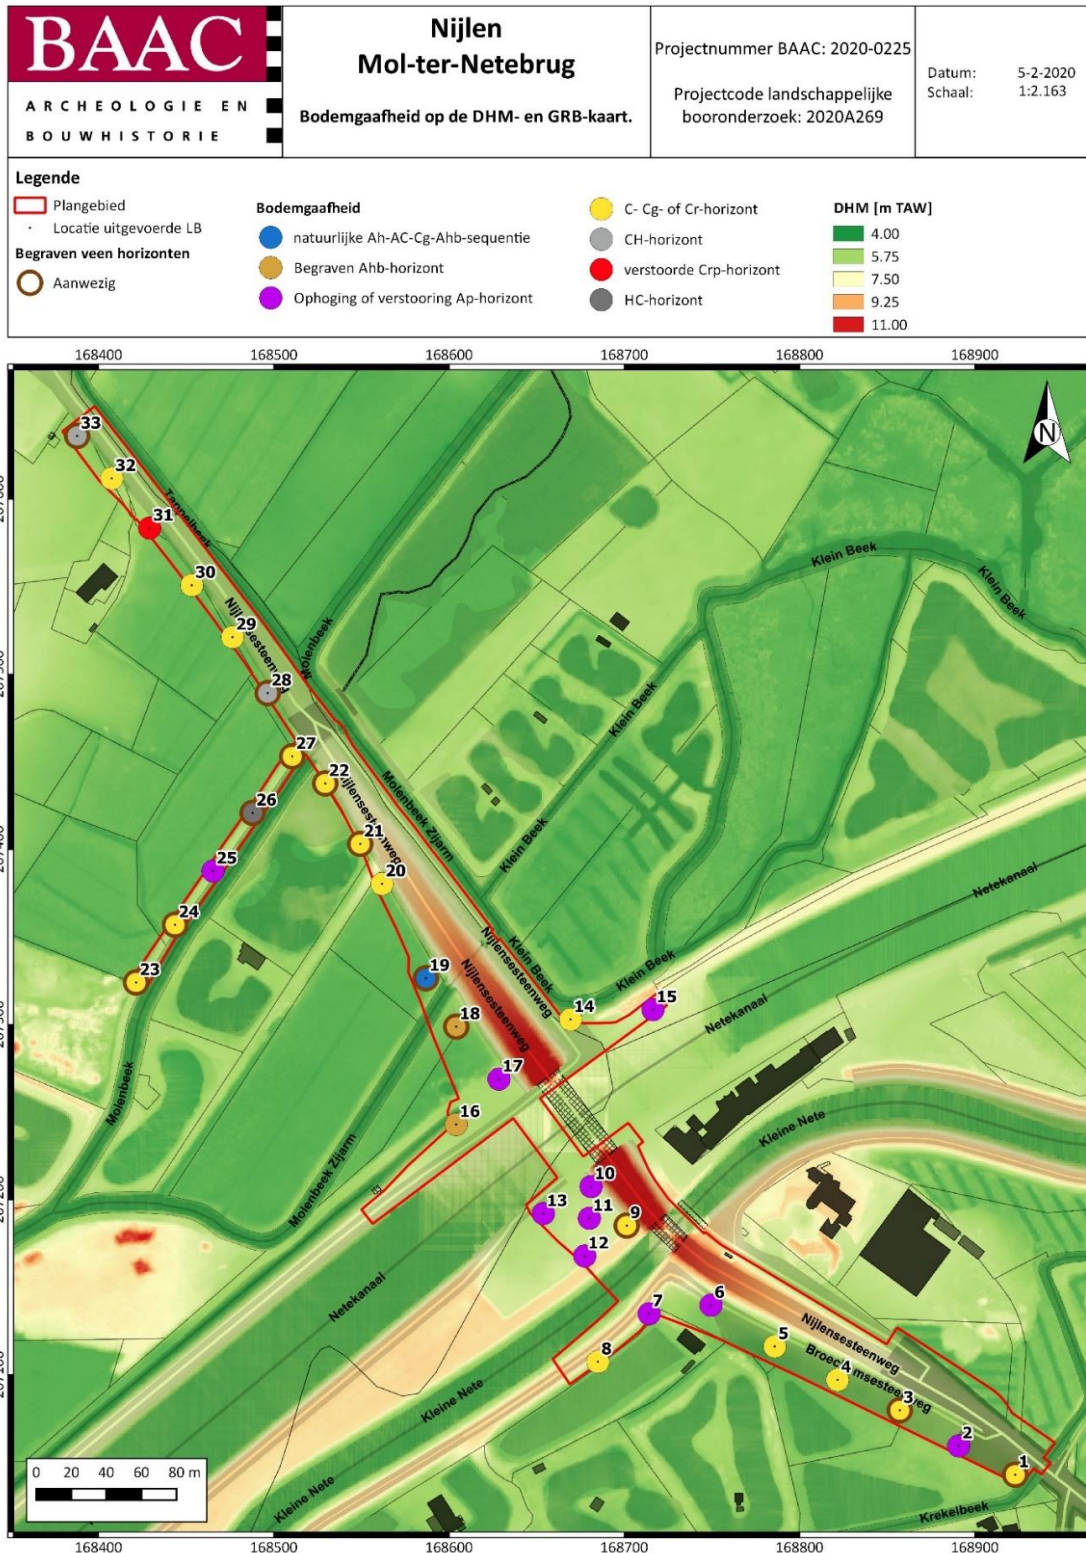 BAAC
ARCHEOLOGIE EN
BOUWHISTORIE
Nijlen
Mol-ter-Netebrug
Bodemgaafheid op de DHM- en GRB-kaart.
Projectnummer BAAC: 2020-0225
Projectcode landschappelijke
booronderzoek: 2020A269
Datum: 5-2-2020
Schaal: 1:2.163
Legende
Plangebied
Locatie uitgevoerde LB
Begraven veen horizonten
Aanwezig
Bodemgaafheid
natuurlijke Ah-AC-Cg-Ahb-sequentie
Begraven Ahb-horizont
Ophoging of verstooring Ap-horizont
C- Cg- of Cr-horizont
CH-horizont
verstoorde Crp-horizont
HC-horizont
DHM [m TAW]
4.00
5.75
7.50
9.25
11.00
168400 168500 168600 168700 168800 168900
N
33
32
31
30
29
28
27
22
26
21
25
20
24
23
19
18
17
16
14
15
10
13
11
9
12
7
6
8
5
4
3
2
1
Molenbeek
Molenbeek Zijarm
Klein Beek
Klein Beek
Klein Beek
Klein Beek
Klein Beek
Klein Beek
Nijlensesteenweg
Nijlensesteenweg
Netekanaal
Netekanaal
Kleine Nete
Molenbeek
Molenbeek Zijarm
Netekanaal
Kleine Nete
Kleine Nete
Nijlensesteenweg
Krekelbeek
0 20 40 60 80 m
168400 168500 168600 168700 168800 168900